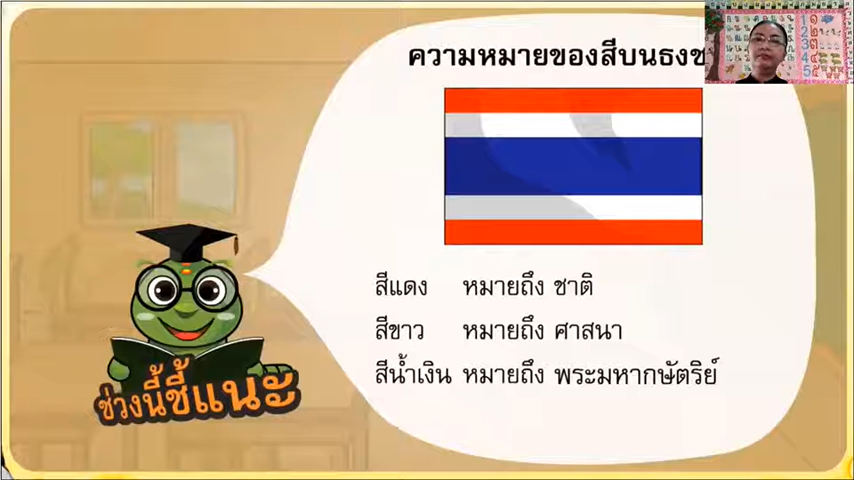 ความหมายของสีบนธงช
สีแดง หมายถึง ชาติ
สีขาว หมายถึง ศาสนา
สีน้ำเงิน หมายถึง พระมหากษัตริย์
ช่วงนี้ชี้แนะ